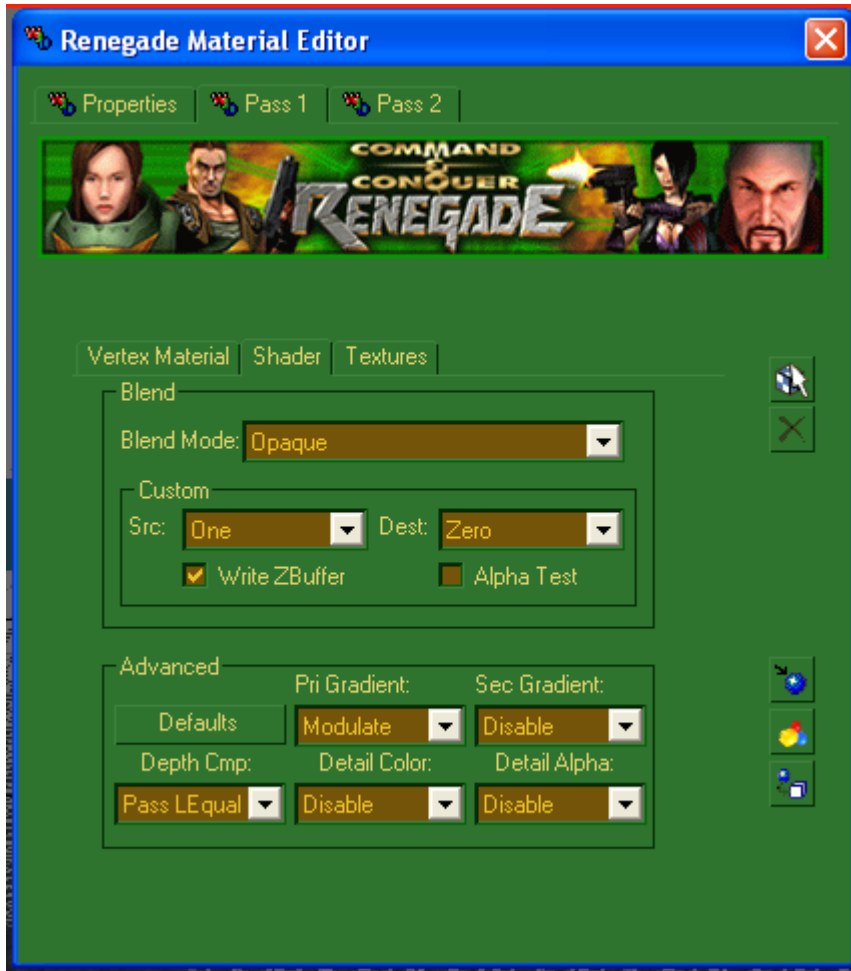 Renegade Material Editor
Properties Pass 1 Pass 2
COMMAND
&
CONQUER
RENEGADE
Vertex Material Shader Textures
Blend
Blend Mode: Opaque
Custom
Src: One Dest: Zero
Write ZBuffer Alpha Test
Advanced
Pri Gradient: Sec Gradient:
Defaults Modulate Disable
Depth Cmp: Detail Color: Detail Alpha:
Pass LEqual Disable Disable